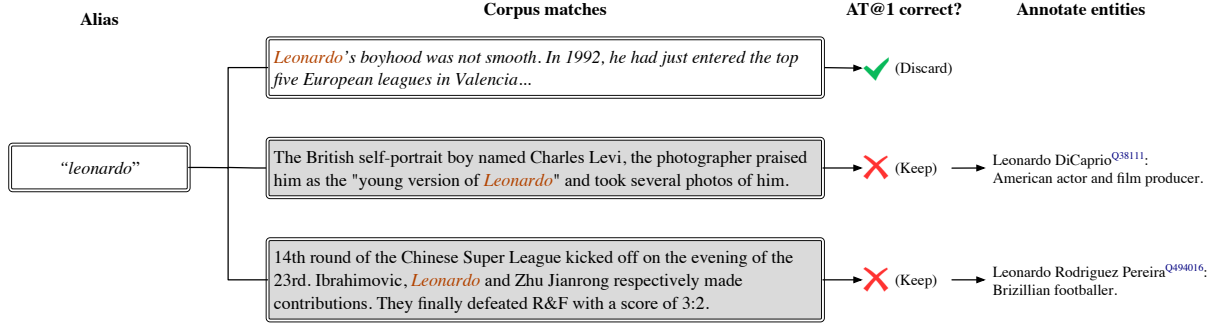 Alias
Corpus matches
AT@1 correct?
Annotate entities
Leonardo's boyhood was not smooth. In 1992, he had just entered the top
five European leagues in Valencia...
(Discard)
“leonardo”
The British self-portrait boy named Charles Levi, the photographer praised
him as the "young version of Leonardo" and took several photos of him.
(Keep)
Leonardo DiCaprioQ38111:
American actor and film producer.
14th round of the Chinese Super League kicked off on the evening of the
23rd. Ibrahimovic, Leonardo and Zhu Jianrong respectively made
contributions. They finally defeated R&F with a score of 3:2.
(Keep)
Leonardo Rodriguez PereiraQ494016:
Brizillian footballer.